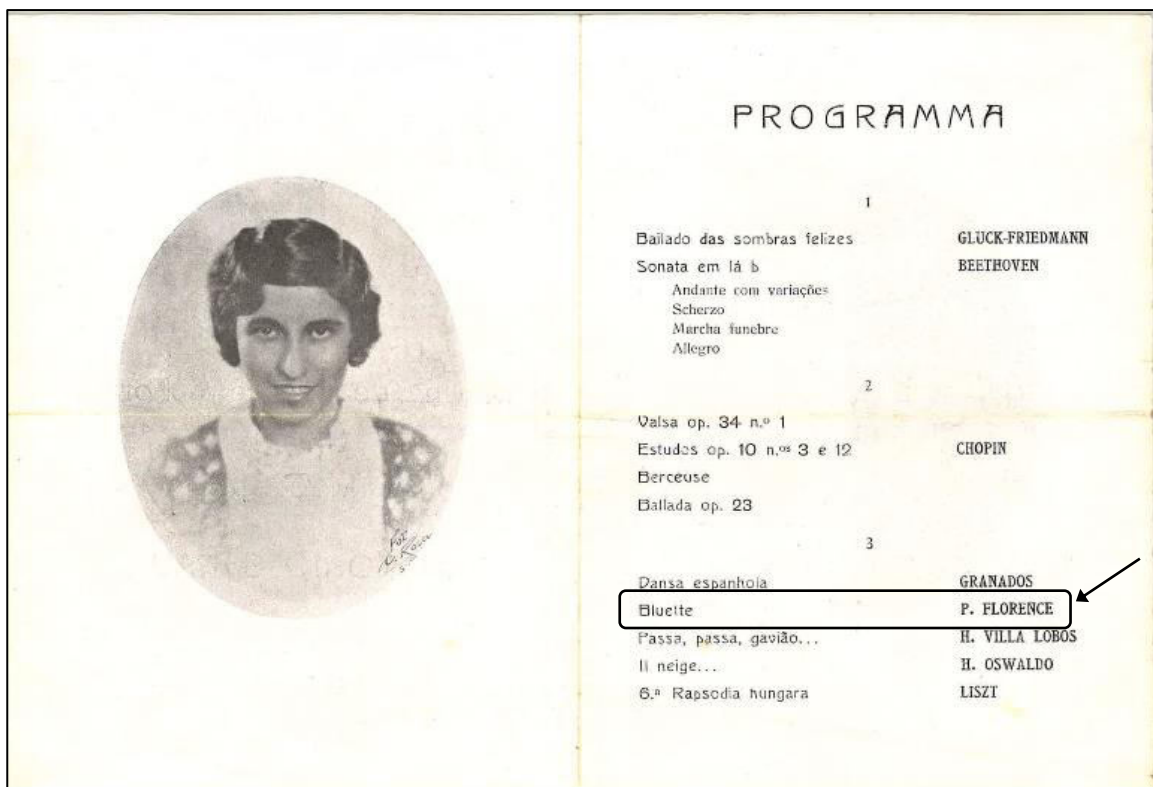 PROGRAMMA
1
Bailado das sombras felizes GLUCK-FRIEDMANN
Sonata em lá b BEETHOVEN
Andante com variações
Scherzo
Marcha funebre
Allegro
2
Valsa op. 34 n.º 1
Estudos op. 10 n.ºs 3 e 12 CHOPIN
Berceuse
Ballada op. 23
3
Dansa espanhola GRANADOS
Bluette P. FLORENCE
Passa, passa, gavião... H. VILLA LOBOS
Il neige... H. OSWALDO
6.ª Rapsodia hungara LISZT